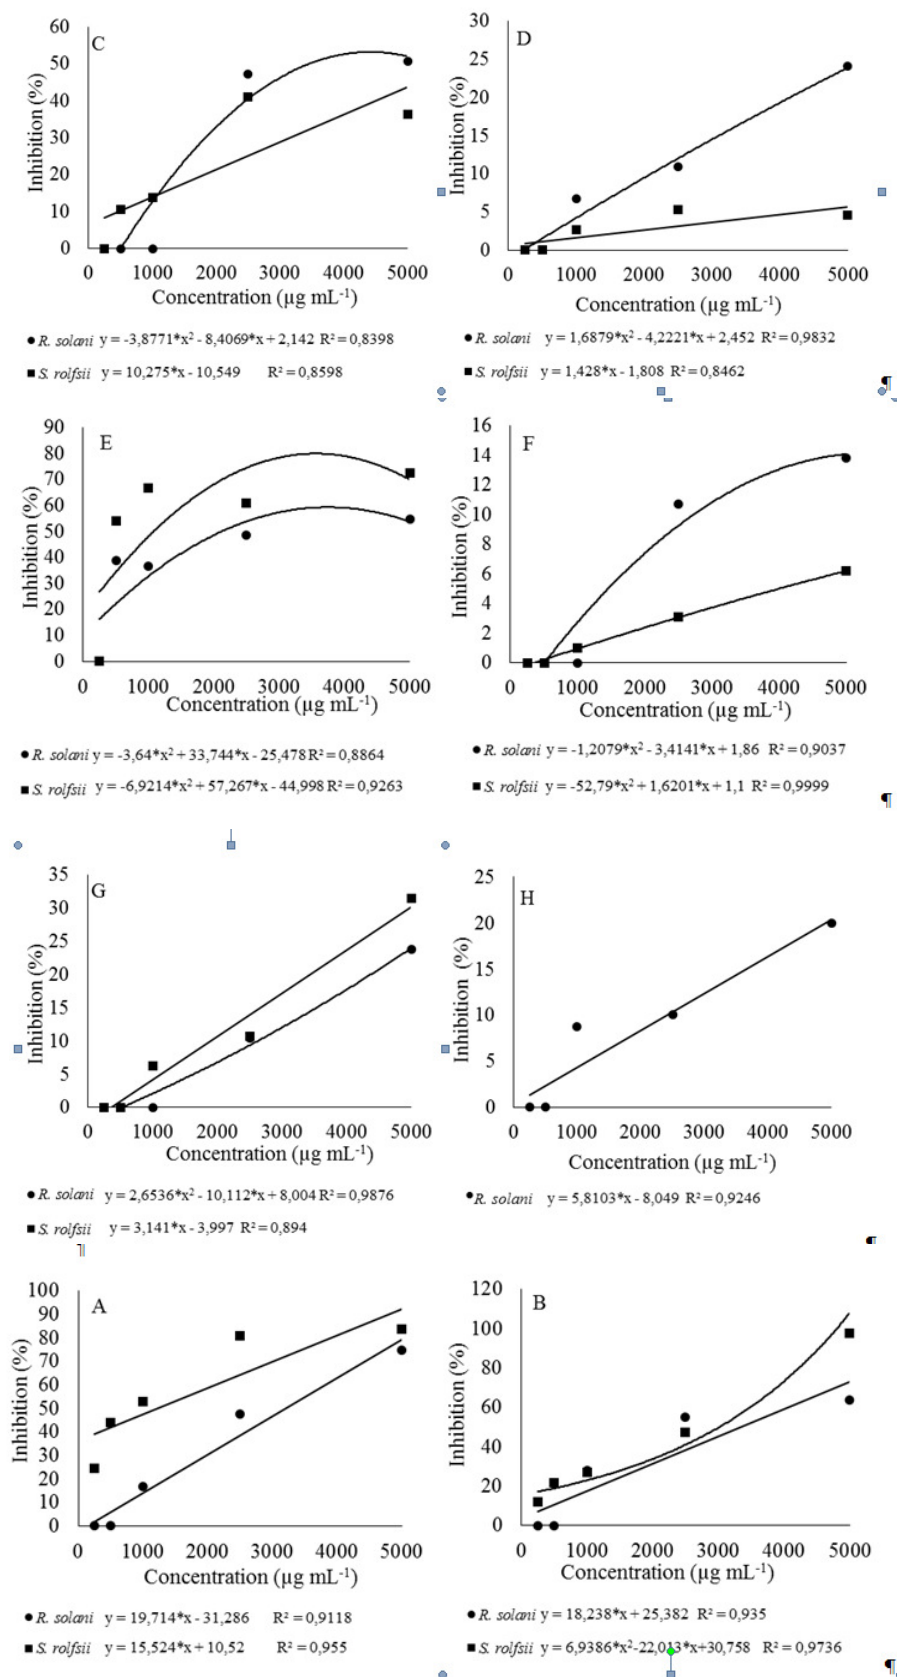 C
60
50
40
30
20
10
0
Inhibition (%)
0 1000 2000 3000 4000 5000
Concentration (µg mL-1)
R. solani y = -3,8771*x2 - 8,4069*x + 2,142 R2 = 0,8398
S. rolfsii y = 10,275*x - 10,549 R2 = 0,8598
D
30
25
20
15
10
5
0
Inhibition (%)
0 1000 2000 3000 4000 5000
Concentration (µg mL-1)
R. solani y = 1,6879*x2 - 4,2221*x + 2,452 R2 = 0,9832
S. rolfsii y = 1,428*x - 1,808 R2 = 0,8462
¶
E
90
80
70
60
50
40
30
20
10
0
Inhibition (%)
0 1000 2000 3000 4000 5000
Concentration (µg mL-1)
R. solani y = -3,64*x2 + 33,744*x - 25,478 R2 = 0,8864
S. rolfsii y = -6,9214*x2 + 57,267*x - 44,998 R2 = 0,9263
F
16
14
12
10
8
6
4
2
0
Inhibition (%)
0 1000 2000 3000 4000 5000
Concentration (µg mL-1)
R. solani y = -1,2079*x2 - 3,4141*x + 1,86 R2 = 0,9037
S. rolfsii y = -52,79*x2 + 1,6201*x + 1,1 R2 = 0,9999
¶
G
35
30
25
20
15
10
5
0
Inhibition (%)
0 1000 2000 3000 4000 5000
Concentration (µg mL-1)
R. solani y = 2,6536*x2 - 10,112*x + 8,004 R2 = 0,9876
S. rolfsii y = 3,141*x - 3,997 R2 = 0,894
H
25
20
15
10
5
0
Inhibition (%)
0 1000 2000 3000 4000 5000
Concentration (µg mL-1)
R. solani y = 5,8103*x - 8,049 R2 = 0,9246
A
100
90
80
70
60
50
40
30
20
10
0
Inhibition (%)
0 1000 2000 3000 4000 5000
Concentration (µg mL-1)
R. solani y = 19,714*x - 31,286 R2 = 0,9118
S. rolfsii y = 15,524*x + 10,52 R2 = 0,955
B
120
100
80
60
40
20
0
Inhibition (%)
0 1000 2000 3000 4000 5000
Concentration (µg mL-1)
R. solani y = 18,238*x + 25,382 R2 = 0,935
S. rolfsii y = 6,9386*x2-22,013*x+30,758 R2 = 0,9736
¶